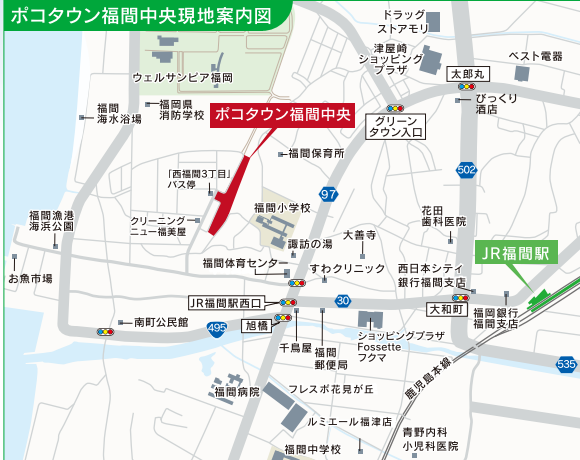 ポコタウン福間中央現地案内図
ドラッグ
ストアモリ
津屋崎
ショッピング
プラザ
ベスト電器
太郎丸
びっくり
酒店
ウェルサンピア福岡
福間
海水浴場
福岡県
消防学校
ポコタウン福間中央
グリーン
タウン入口
福間保育所
502
「西福間3丁目」
バス停
97
福間小学校
花田
歯科医院
福間漁港
海浜公園
クリーニング
ニュー福美屋
諏訪の湯
大善寺
JR福間駅
お魚市場
福間体育センター
すわクリニック
西日本シティ
銀行福間支店
JR福間駅西口
30
大和町
福岡銀行
福間支店
南町公民館
495
旭橋
千鳥屋
福間
郵便局
ショッピングプラザ
Fossette
フクマ
535
鹿児島本線
福間病院
フレスポ花見が丘
ルミエール福津店
福間中学校
青野内科
小児科医院